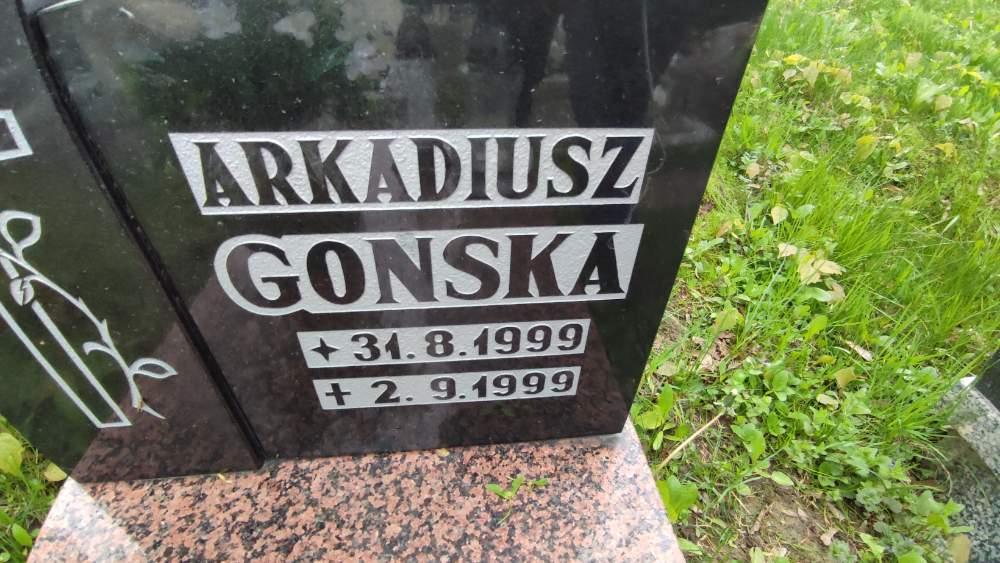 ARKADIUSZ
GONSKA
✦ 31.8.1999
+ 2.9.1999